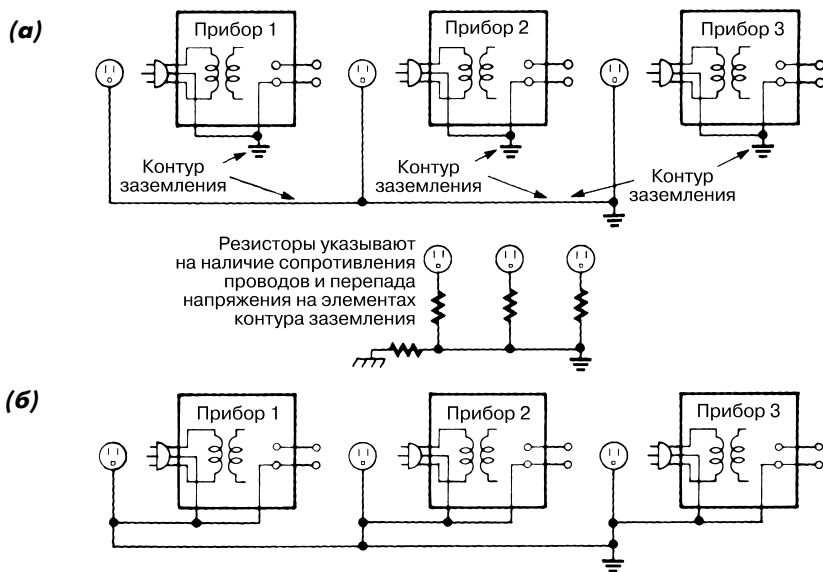 (а)
Прибор 1
Прибор 2
Прибор 3
Контур
заземления
Контур
заземления
Контур
заземления
Резисторы указывают
на наличие сопротивления
проводов и перепада
напряжения на элементах
контура заземления
(б)
Прибор 1
Прибор 2
Прибор 3